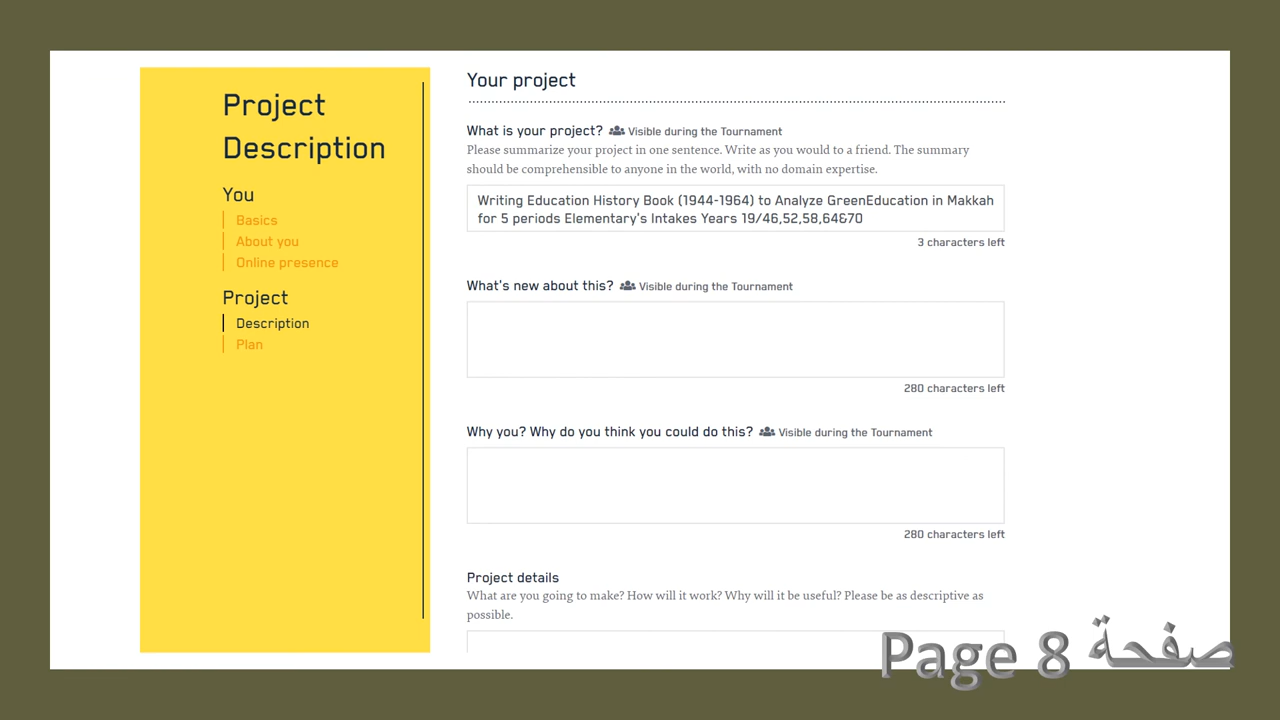 Project
Description
You
Basics
About you
Online presence
Project
Description
Plan
Your project
What is your project? Visible during the Tournament
Please summarize your project in one sentence. Write as you would to a friend. The summary
should be comprehensible to anyone in the world, with no domain expertise.
Writing Education History Book (1944-1964) to Analyze GreenEducation in Makkah
for 5 periods Elementary's Intakes Years 19/46,52,58,64670
3 characters left
What's new about this? Visible during the Tournament
280 characters left
Why you? Why do you think you could do this? Visible during the Tournament
280 characters left
Project details
What are you going to make? How will it work? Why will it be useful? Please be as descriptive as
possible.
Page 8 صفحة